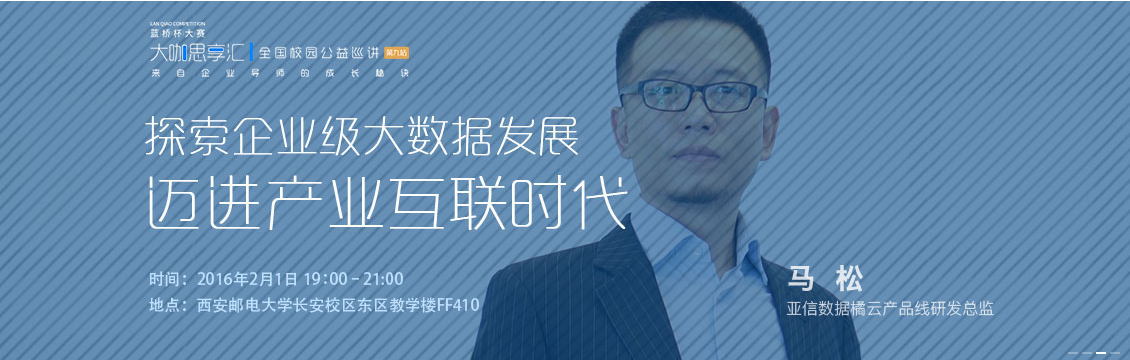 LAN QIAO COMPETITION
蓝桥杯大赛
大咖思享汇 全国校园公益巡讲 第九站
来自企业导师的成长秘诀
探索企业级大数据发展
迈进产业互联时代
时间：2016年2月1日 19:00-21:00
地点：西安邮电大学长安校区东区教学楼FF410
马 松
亚信数据橘云产品线研发总监